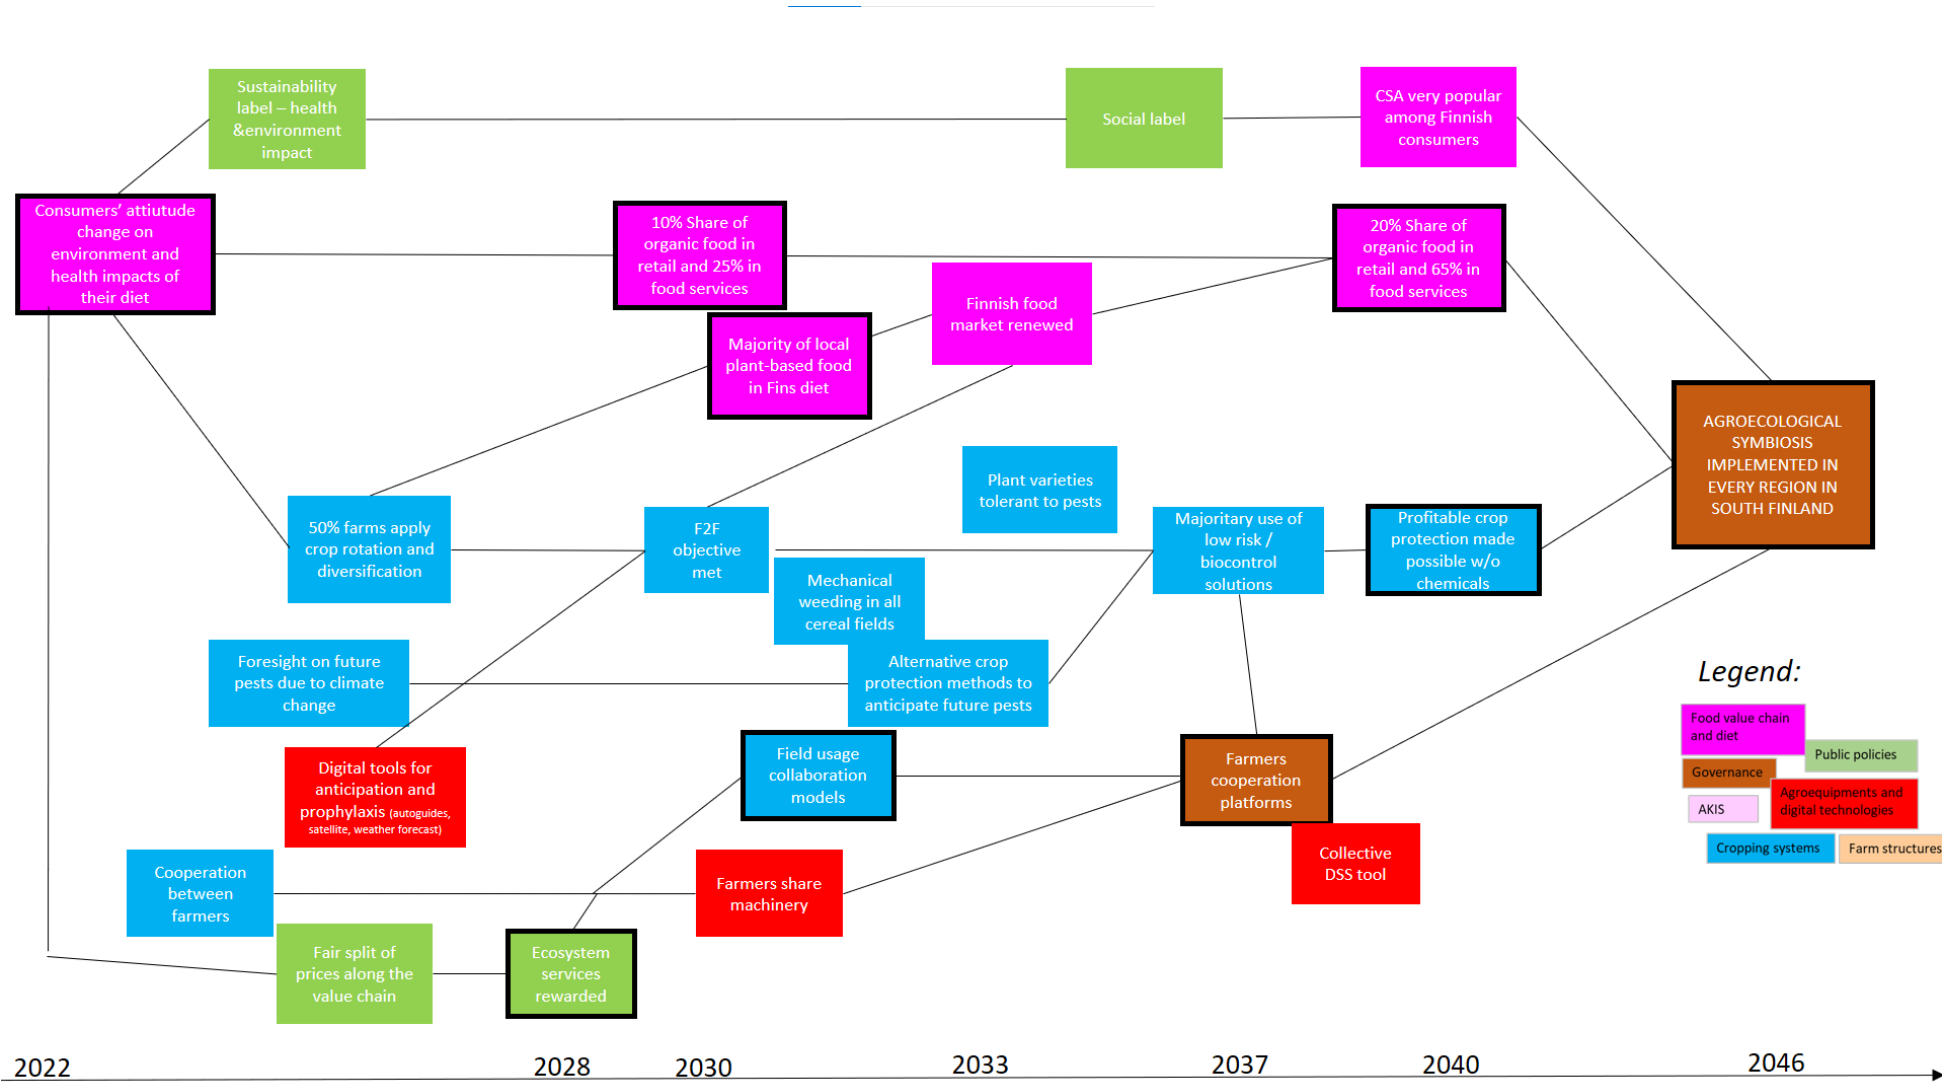 Sustainability
label – health
&environment
impact
Social label
CSA very popular
among Finnish
consumers
Consumers’ attiutude
change on
environment and
health impacts of
their diet
10% Share of
organic food in
retail and 25% in
food services
20% Share of
organic food in
retail and 65% in
food services
Finnish food
market renewed
Majority of local
plant-based food
in Fins diet
AGROECOLOGICAL
SYMBIOSIS
IMPLEMENTED IN
EVERY REGION IN
SOUTH FINLAND
Plant varieties
tolerant to pests
50% farms apply
crop rotation and
diversification
F2F
objective
met
Majoritary use of
low risk /
biocontrol
solutions
Profitable crop
protection made
possible w/o
chemicals
Mechanical
weeding in all
cereal fields
Foresight on future
pests due to climate
change
Alternative crop
protection methods to
anticipate future pests
Digital tools for
anticipation and
prophylaxis (autoguides,
satellite, weather forecast)
Field usage
collaboration
models
Farmers
cooperation
platforms
Collective
DSS tool
Cooperation
between
farmers
Farmers share
machinery
Fair split of
prices along the
value chain
Ecosystem
services
rewarded
Legend:
Food value chain
and diet
Public policies
Governance
Agroequipments and
digital technologies
AKIS
Cropping systems
Farm structures
2022
2028
2030
2033
2037
2040
2046